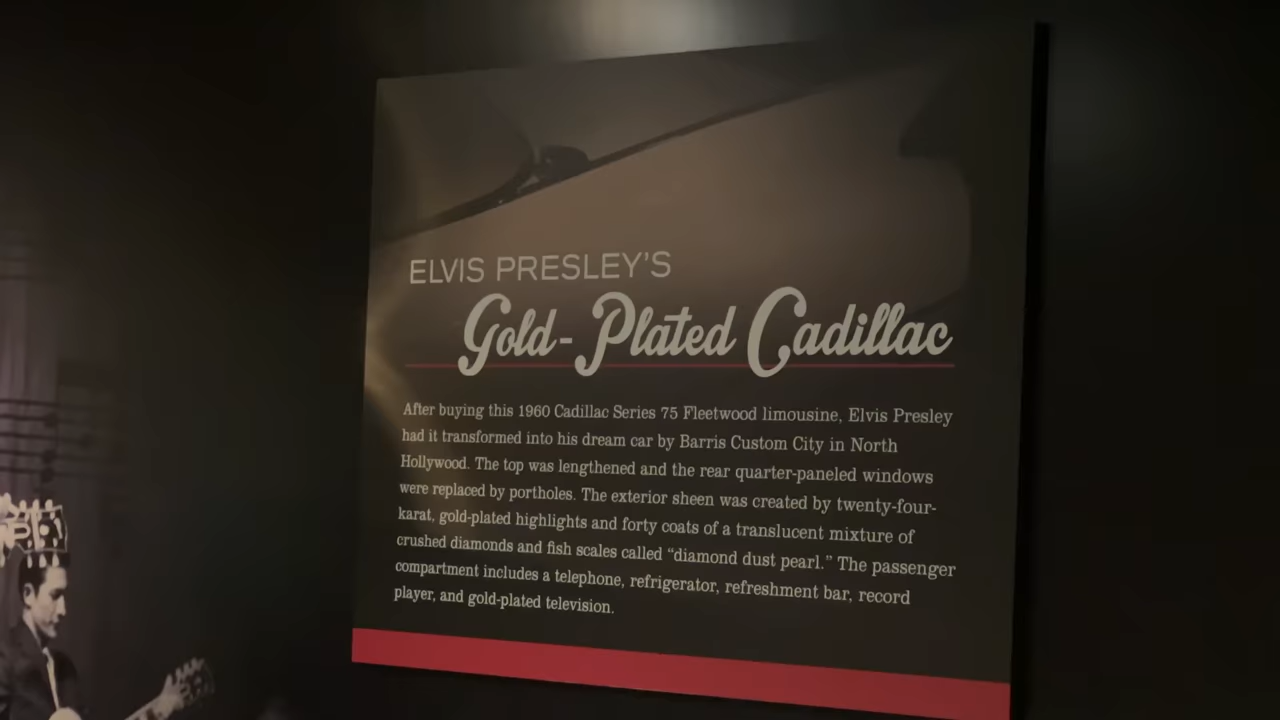 ELVIS PRESLEY'S
Gold-Plated Cadillac
After buying this 1960 Cadillac Series 75 Fleetwood limousine, Elvis Presley
had it transformed into his dream car by Barris Custom City in North
Hollywood. The top was lengthened and the rear quarter-paneled windows
were replaced by portholes. The exterior sheen was created by twenty-four-
karat, gold-plated highlights and forty coats of a translucent mixture of
crushed diamonds and fish scales called “diamond dust pearl.” The passenger
compartment includes a telephone, refrigerator, refreshment bar, record
player, and gold-plated television.